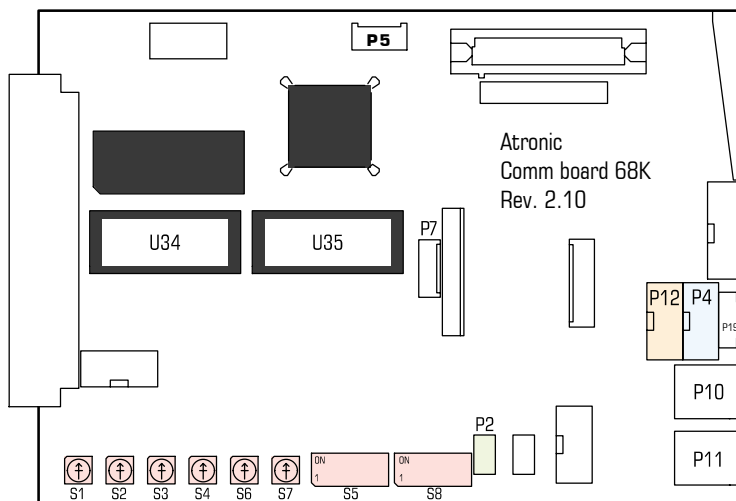 P5
Atronic
Comm board 68K
Rev. 2.10
U34
U35
P7
P12
P4
P19
P10
P11
P2
ON
1
ON
1
S1
S2
S3
S4
S6
S7
S5
S8